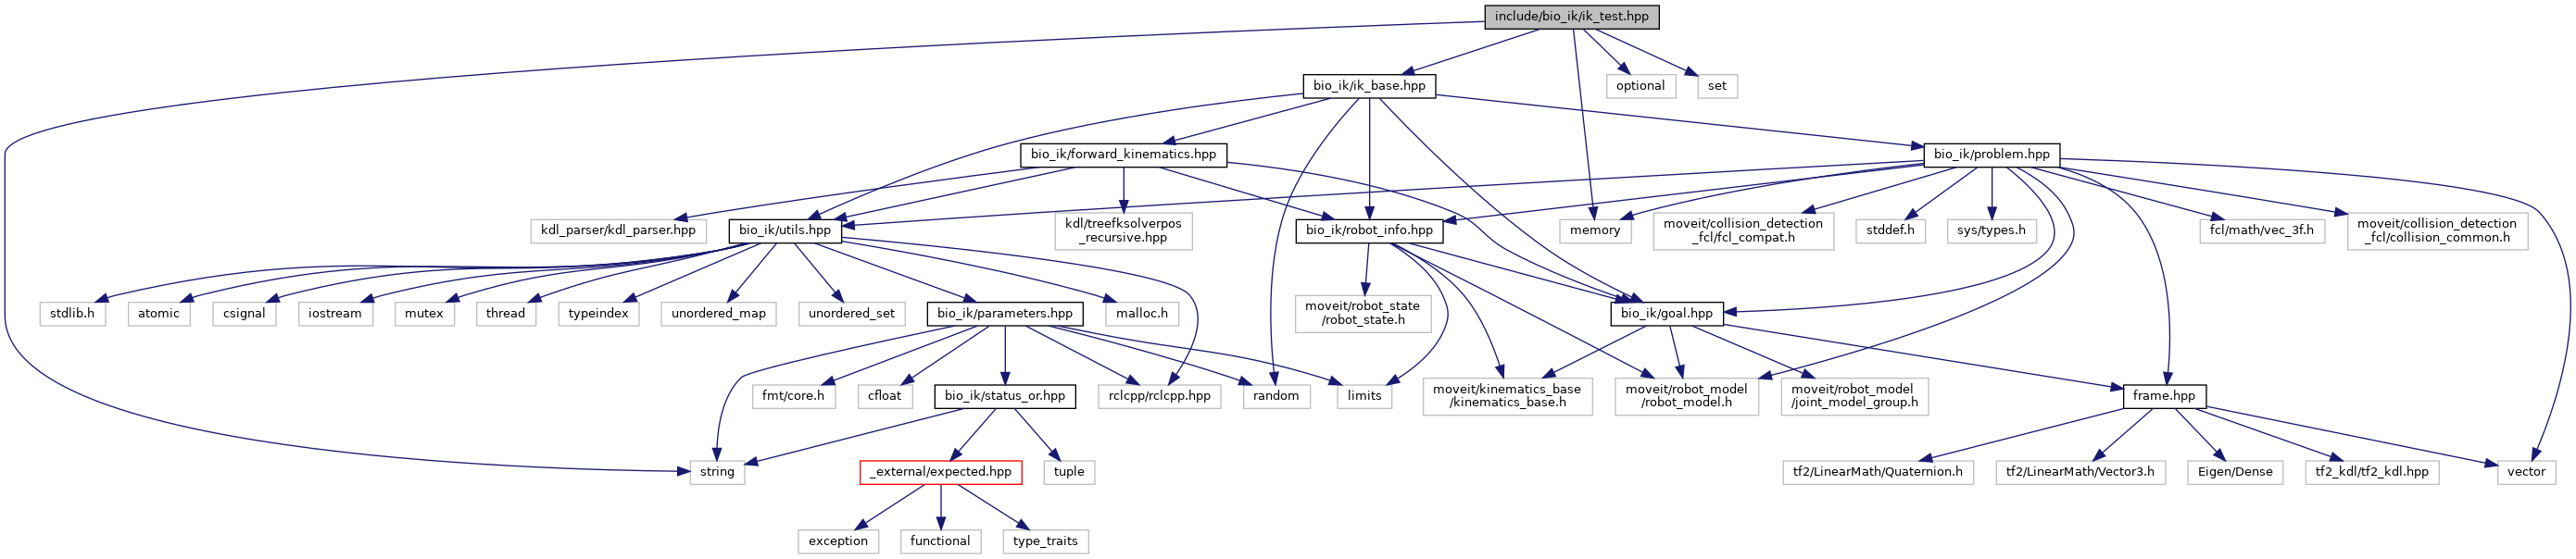 include/bio_ik/ik_test.hpp
bio_ik/ik_base.hpp
optional
set
bio_ik/forward_kinematics.hpp
bio_ik/problem.hpp
kdl_parser/kdl_parser.hpp
bio_ik/utils.hpp
kdl/treefksolverpos
_recursive.hpp
bio_ik/robot_info.hpp
memory
moveit/collision_detection
_fcl/fcl_compat.h
stddef.h
sys/types.h
fcl/math/vec_3f.h
moveit/collision_detection
_fcl/collision_common.h
stdlib.h
atomic
csignal
iostream
mutex
thread
typeindex
unordered_map
unordered_set
bio_ik/parameters.hpp
malloc.h
moveit/robot_state
/robot_state.h
bio_ik/goal.hpp
fmt/core.h
cfloat
bio_ik/status_or.hpp
rclcpp/rclcpp.hpp
random
limits
moveit/kinematics_base
/kinematics_base.h
moveit/robot_model
/robot_model.h
moveit/robot_model
/joint_model_group.h
frame.hpp
string
_external/expected.hpp
tuple
tf2/LinearMath/Quaternion.h
tf2/LinearMath/Vector3.h
Eigen/Dense
tf2_kdl/tf2_kdl.hpp
vector
exception
functional
type_traits